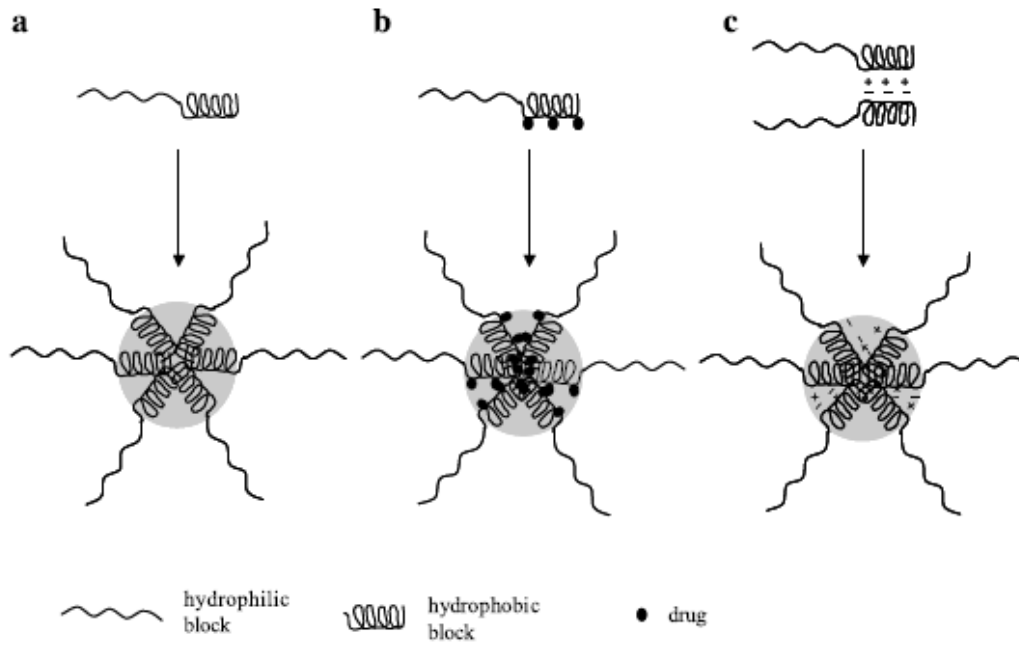 a
b
c
+ + +
− − −
hydrophilic
block
hydrophobic
block
drug